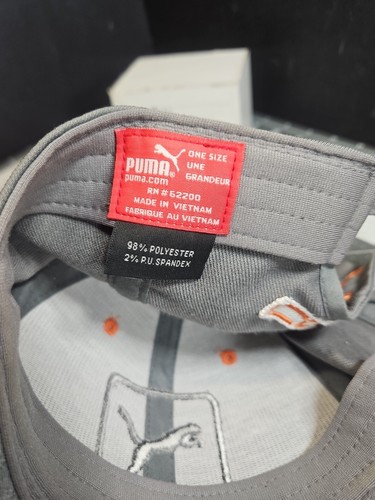 PUMA® ONE SIZE
UNE
GRANDEUR
puma.com
RN # 62200
MADE IN VIETNAM
FABRIQUE AU VIETNAM
98% POLYESTER
2% P.U. SPANDEX